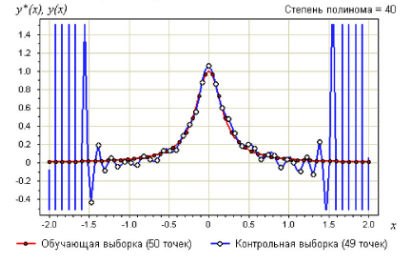 y*(x), y(x)
Степень полинома = 40
1.4
1.2
1
0.8
0.6
0.4
0.2
0
-0.2
-0.4
-2.0 -1.5 -1.0 -0.5 0 0.5 1.0 1.5 2.0
x
Обучающая выборка (50 точек) Контрольная выборка (49 точек)